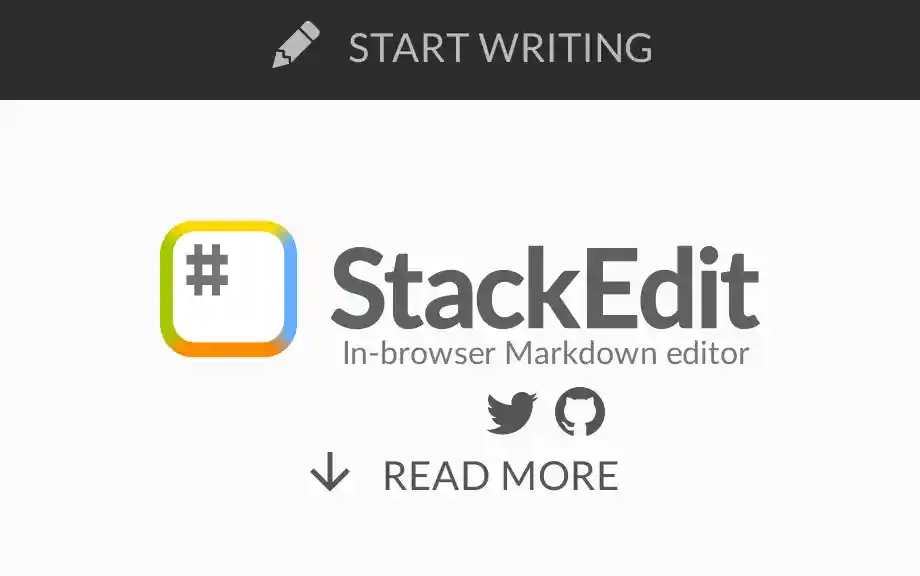 START WRITING
#
StackEdit
In-browser Markdown editor
READ MORE